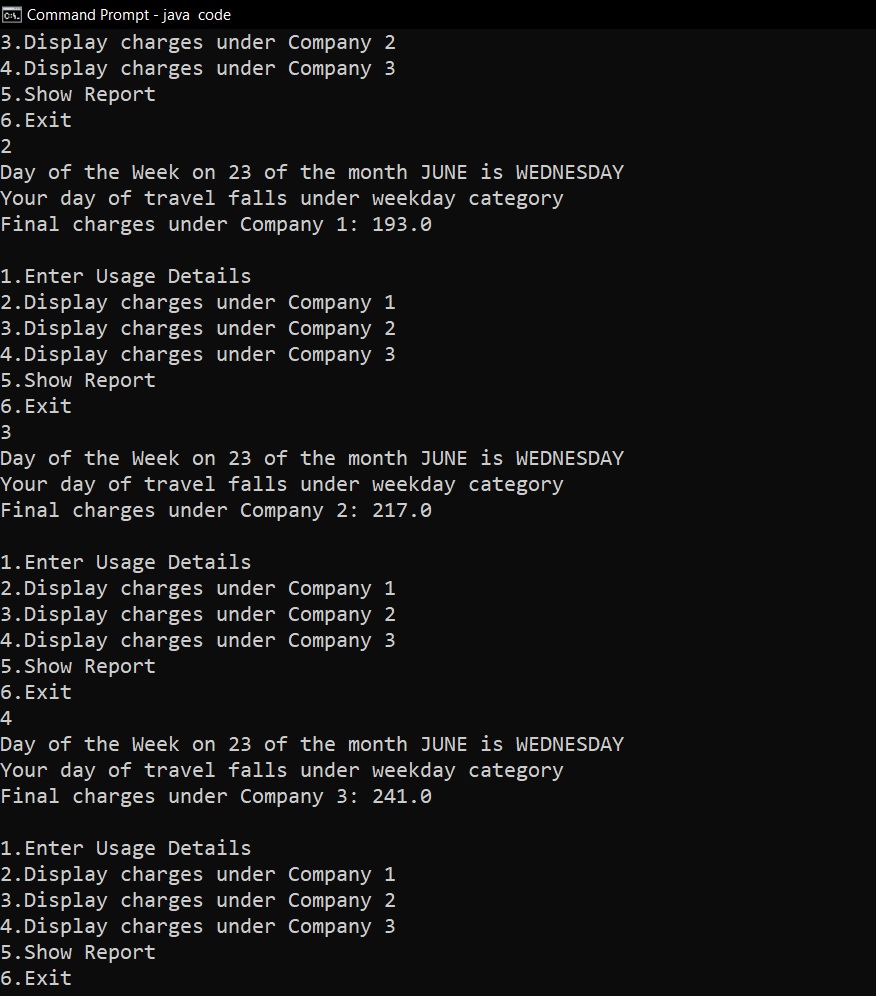 Command Prompt - java  code
3.Display charges under Company 2
4.Display charges under Company 3
5.Show Report
6.Exit
2
Day of the Week on 23 of the month JUNE is WEDNESDAY
Your day of travel falls under weekday category
Final charges under Company 1: 193.0

1.Enter Usage Details
2.Display charges under Company 1
3.Display charges under Company 2
4.Display charges under Company 3
5.Show Report
6.Exit
3
Day of the Week on 23 of the month JUNE is WEDNESDAY
Your day of travel falls under weekday category
Final charges under Company 2: 217.0

1.Enter Usage Details
2.Display charges under Company 1
3.Display charges under Company 2
4.Display charges under Company 3
5.Show Report
6.Exit
4
Day of the Week on 23 of the month JUNE is WEDNESDAY
Your day of travel falls under weekday category
Final charges under Company 3: 241.0

1.Enter Usage Details
2.Display charges under Company 1
3.Display charges under Company 2
4.Display charges under Company 3
5.Show Report
6.Exit